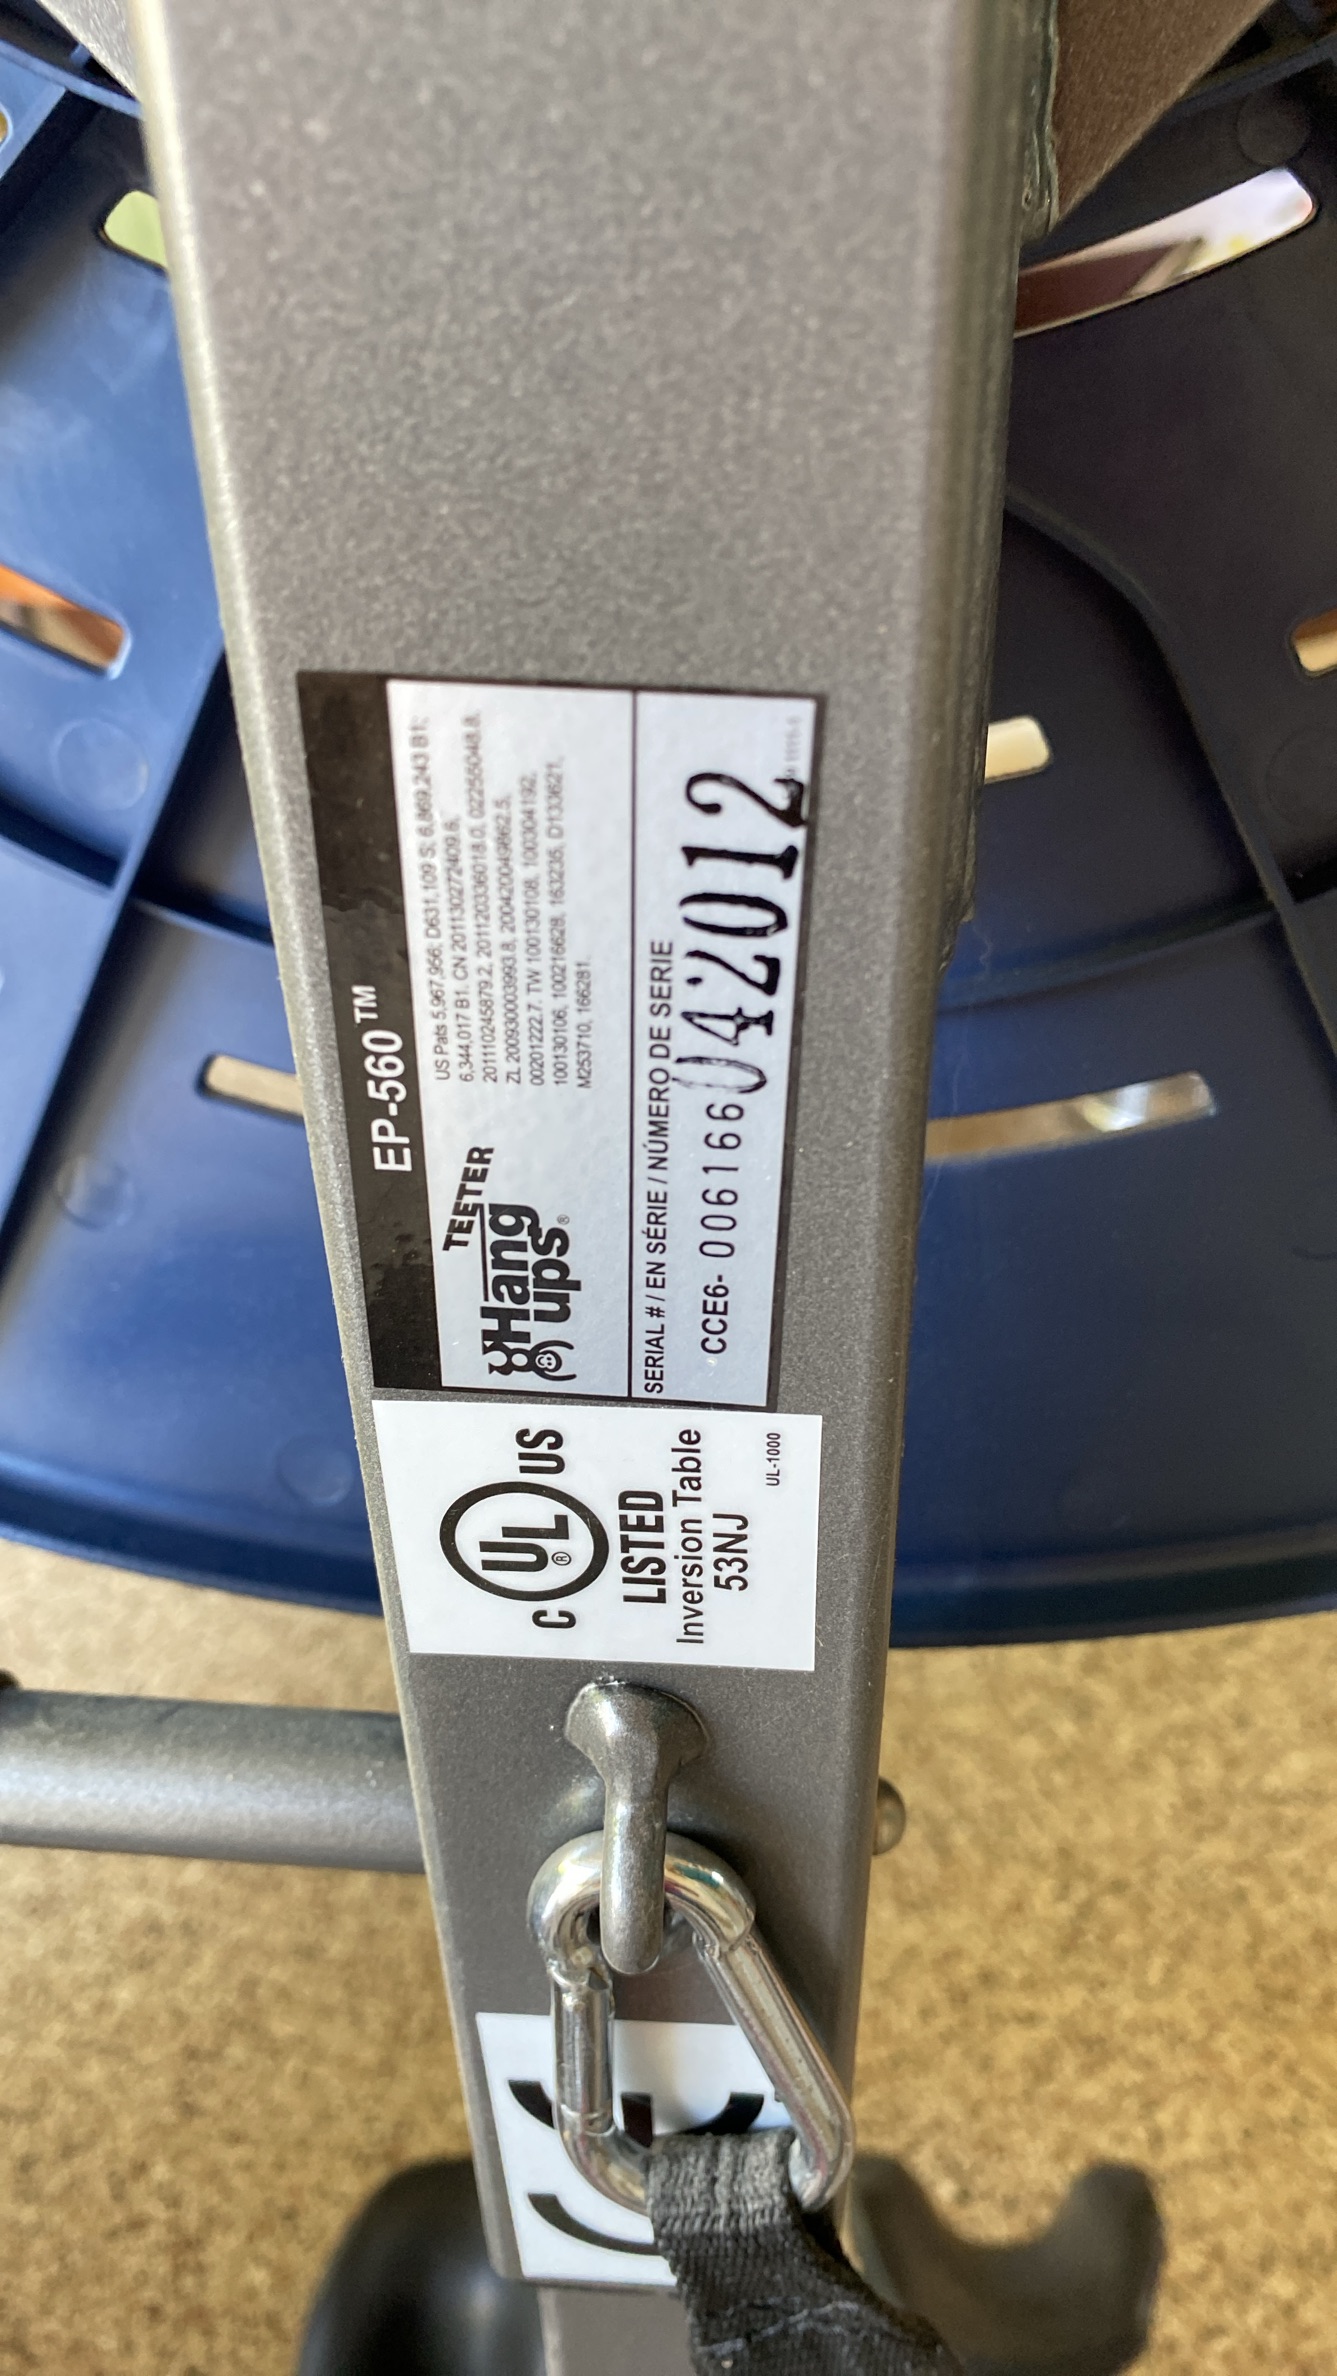 EP-560™
TEETER
Hang
ups®
US Pats 5,967,956; D631,109 S; 6,869,243 B1;
6,344,017 B1. CN 201130272409.6,
201110245879.2, 201120336018.0, 02255048.8,
ZL 200930003993.8, 200420049862.5,
00201222.7. TW 100130108, 100304192,
100130106, 100216628, 163235, D133621,
M253710, 166281.
SERIAL # / EN SÉRIE / NÚMERO DE SERIE
CCE6- 006166 042012
C UL® US
LISTED
Inversion Table
53NJ
UL-1000